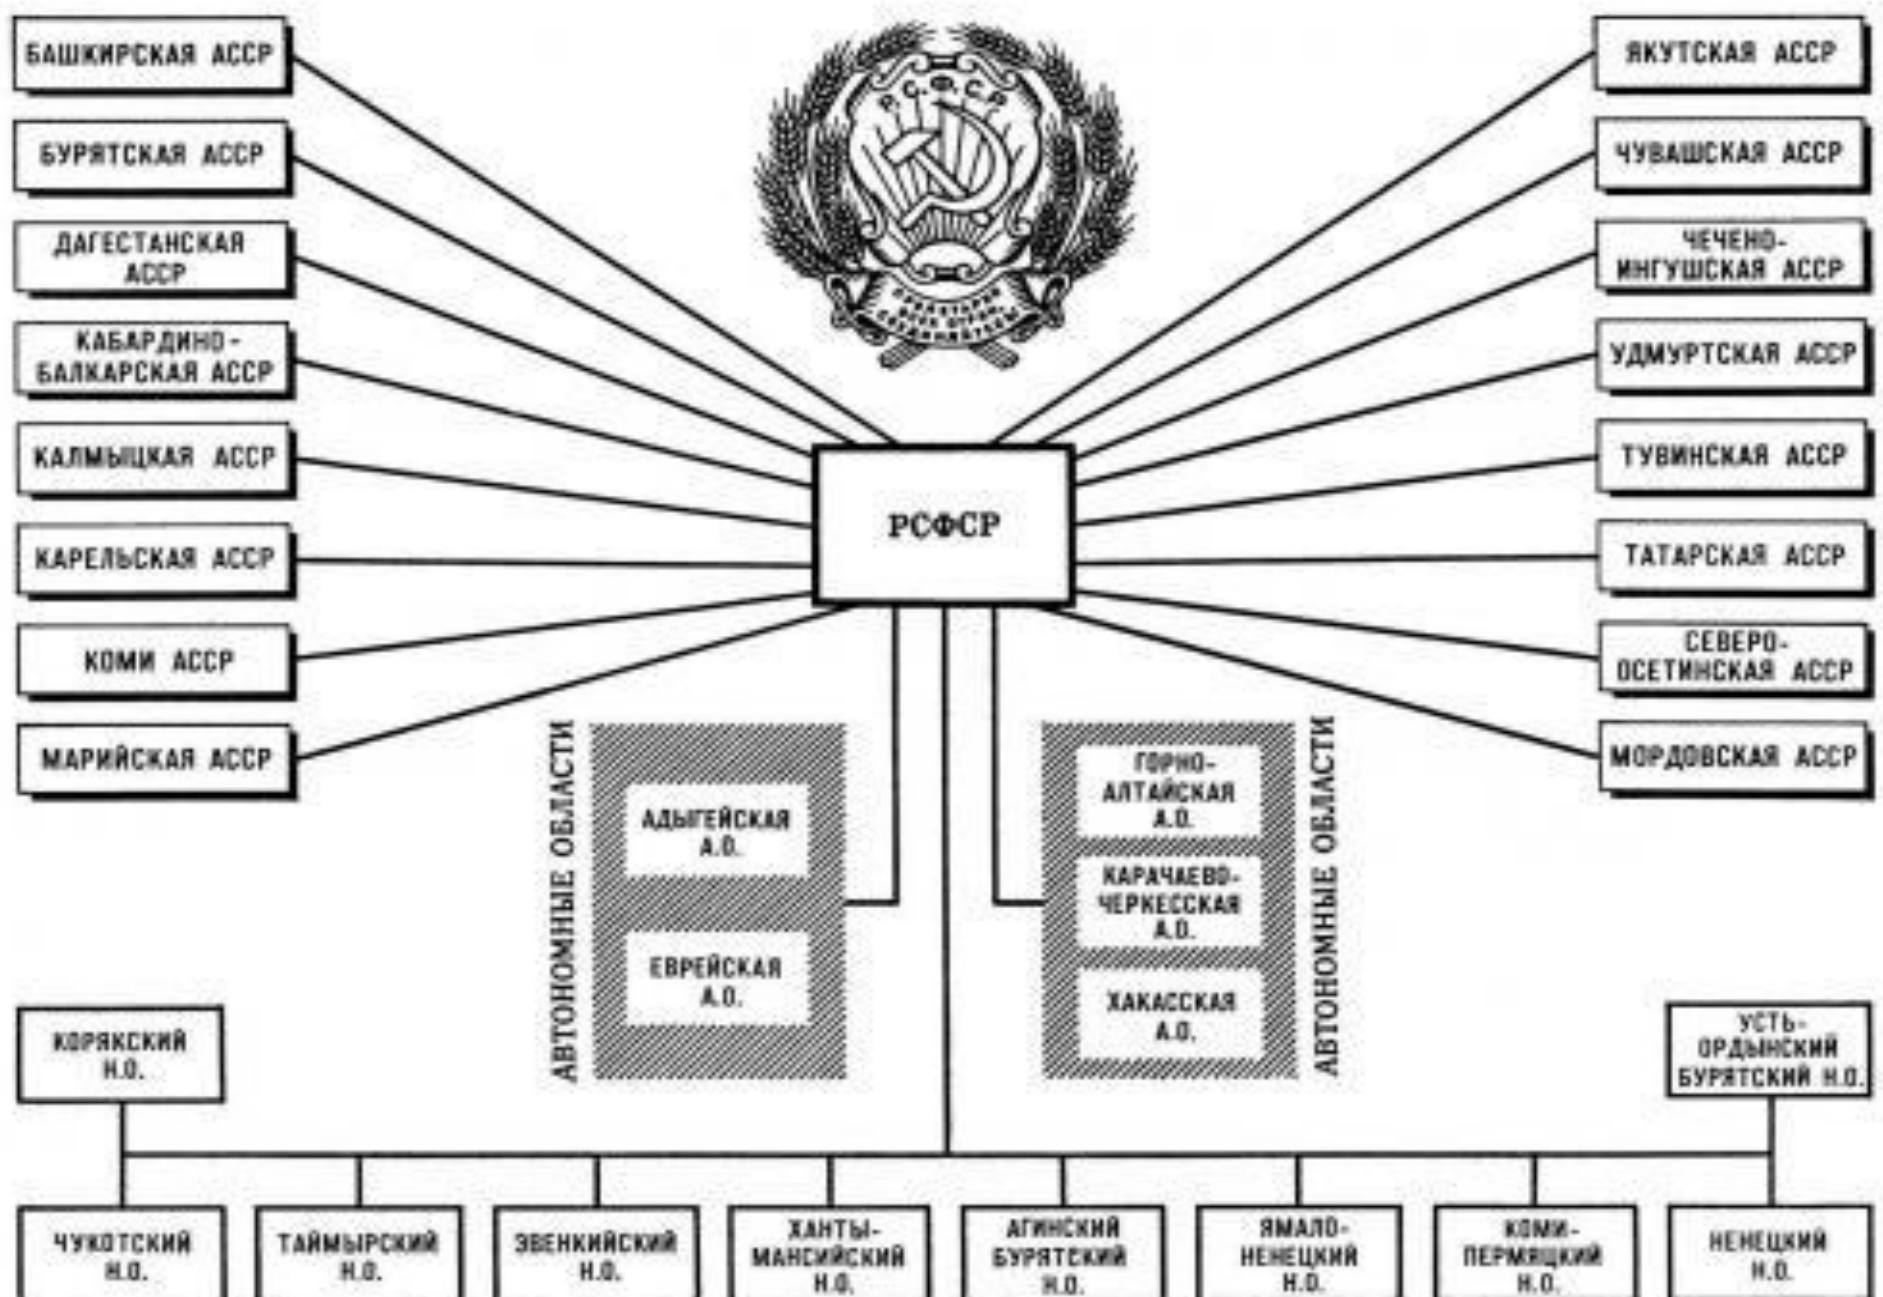 БАШКИРСКАЯ АССР
БУРЯТСКАЯ АССР
ДАГЕСТАНСКАЯ
АССР
КАБАРДИНО-
БАЛКАРСКАЯ АССР
КАЛМЫЦКАЯ АССР
КАРЕЛЬСКАЯ АССР
КОМИ АССР
МАРИЙСКАЯ АССР
Р.С.Ф.С.Р.
РСФСР
ЯКУТСКАЯ АССР
ЧУВАШСКАЯ АССР
ЧЕЧЕНО-
ИНГУШСКАЯ АССР
УДМУРТСКАЯ АССР
ТУВИНСКАЯ АССР
ТАТАРСКАЯ АССР
СЕВЕРО-
ОСЕТИНСКАЯ АССР
МОРДОВСКАЯ АССР
АВТОНОМНЫЕ ОБЛАСТИ
АДЫГЕЙСКАЯ
А.О.
ЕВРЕЙСКАЯ
А.О.
ГОРНО-
АЛТАЙСКАЯ
А.О.
КАРАЧАЕВО-
ЧЕРКЕССКАЯ
А.О.
ХАКАССКАЯ
А.О.
АВТОНОМНЫЕ ОБЛАСТИ
КОРЯКСКИЙ
Н.О.
УСТЬ-
ОРДЫНСКИЙ
БУРЯТСКИЙ Н.О.
ЧУКОТСКИЙ
Н.О.
ТАЙМЫРСКИЙ
Н.О.
ЭВЕНКИЙСКИЙ
Н.О.
ХАНТЫ-
МАНСИЙСКИЙ
Н.О.
АГИНСКИЙ
БУРЯТСКИЙ
Н.О.
ЯМАЛО-
НЕНЕЦКИЙ
Н.О.
КОМИ-
ПЕРМЯЦКИЙ
Н.О.
НЕНЕЦКИЙ
Н.О.